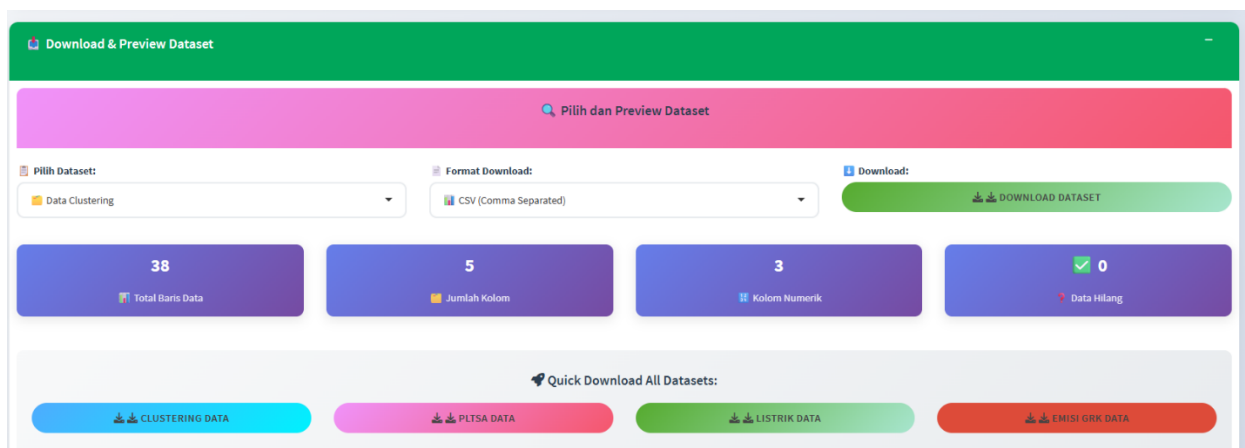 Download & Preview Dataset
Pilih dan Preview Dataset
Pilih Dataset:
Format Download:
Download:
Data Clustering
CSV (Comma Separated)
DOWNLOAD DATASET
38
5
3
0
Total Baris Data
Jumlah Kolom
Kolom Numerik
Data Hilang
Quick Download All Datasets:
CLUSTERING DATA
PLTSA DATA
LISTRIK DATA
EMISI GRK DATA